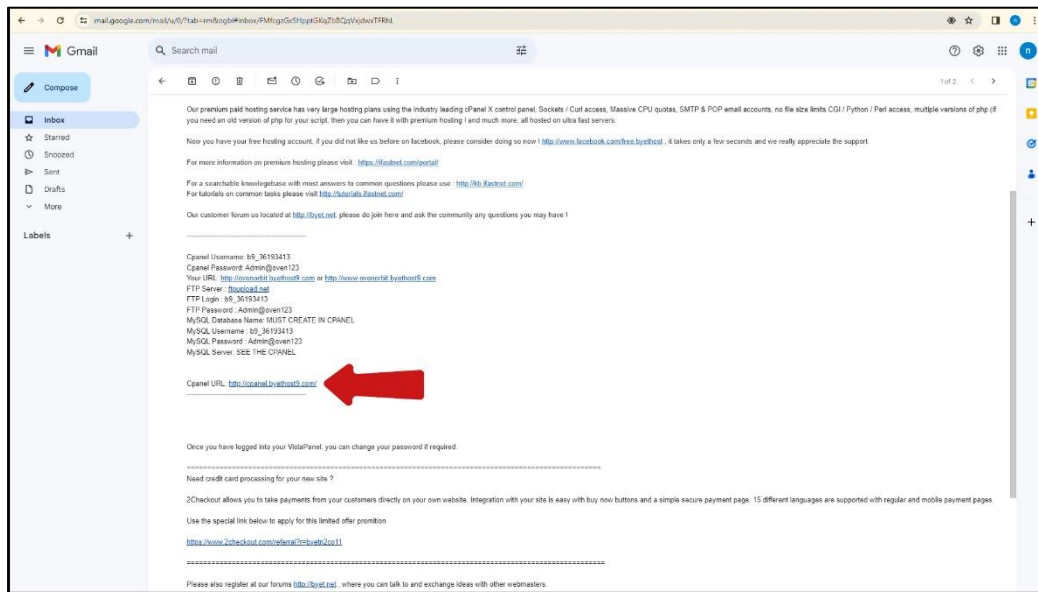 mail.google.com/mail/u/0/?tab=rm&ogbl#inbox/FMfcgzGxSHpptGKqZbBCqVxjdwxTFRhL
Gmail
Search mail
Compose
1 of 2
Inbox
Starred
Snoozed
Sent
Drafts
More
Labels
Our premium paid hosting service has very large hosting plans using the industry leading cPanel X control panel, Sockets / Curl access, Massive CPU quotas, SMTP & POP email accounts, no file size limits CGI / Python / Perl access, multiple versions of php (if
you need an old version of php for your script, then you can have it with premium hosting ! and much more, all hosted on ultra fast servers.
Now you have your free hosting account, if you did not like us before on facebook, please consider doing so now ! http://www.facebook.com/free.byethost , it takes only a few seconds and we really appreciate the support.
For more information on premium hosting please visit : https://ifastnet.com/portal/
For a searchable knowlegebase with most answers to common questions please use : http://kb.ifastnet.com/
For tutorials on common tasks please visit http://tutorials.ifastnet.com/
Our customer forum us located at http://byet.net, please do join here and ask the community any questions you may have !
Cpanel Username: b9_36193413
Cpanel Password: Admin@oven123
Your URL: http://ovenorbit.byethost9.com or http://www.ovenorbit.byethost9.com
FTP Server : ftpupload.net
FTP Login : b9_36193413
FTP Password : Admin@oven123
MySQL Database Name: MUST CREATE IN CPANEL
MySQL Username : b9_36193413
MySQL Password : Admin@oven123
MySQL Server: SEE THE CPANEL
Cpanel URL: http://cpanel.byethost9.com/
Once you have logged into your VistaPanel, you can change your password if required.
Need credit card processing for your new site ?
2Checkout allows you to take payments from your customers directly on your own website. Integration with your site is easy with buy now buttons and a simple secure payment page. 15 different languages are supported with regular and mobile payment pages.
Use the special link below to apply for this limited offer promition
https://www.2checkout.com/referral?r=byetn2co11
Please also register at our forums http://byet.net , where you can talk to and exchange ideas with other webmasters.